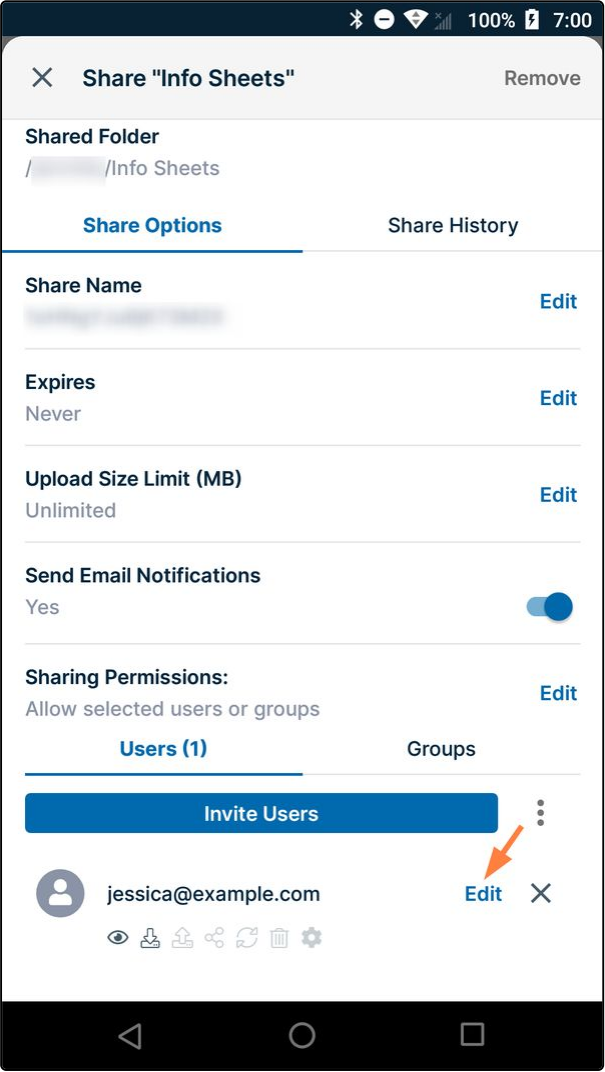 100% 7:00
Share "Info Sheets" Remove
Shared Folder
/ /Info Sheets
Share Options Share History
Share Name
Edit
Expires
Never
Edit
Upload Size Limit (MB)
Unlimited
Edit
Send Email Notifications
Yes
Sharing Permissions:
Allow selected users or groups
Edit
Users (1) Groups
Invite Users
jessica@example.com Edit